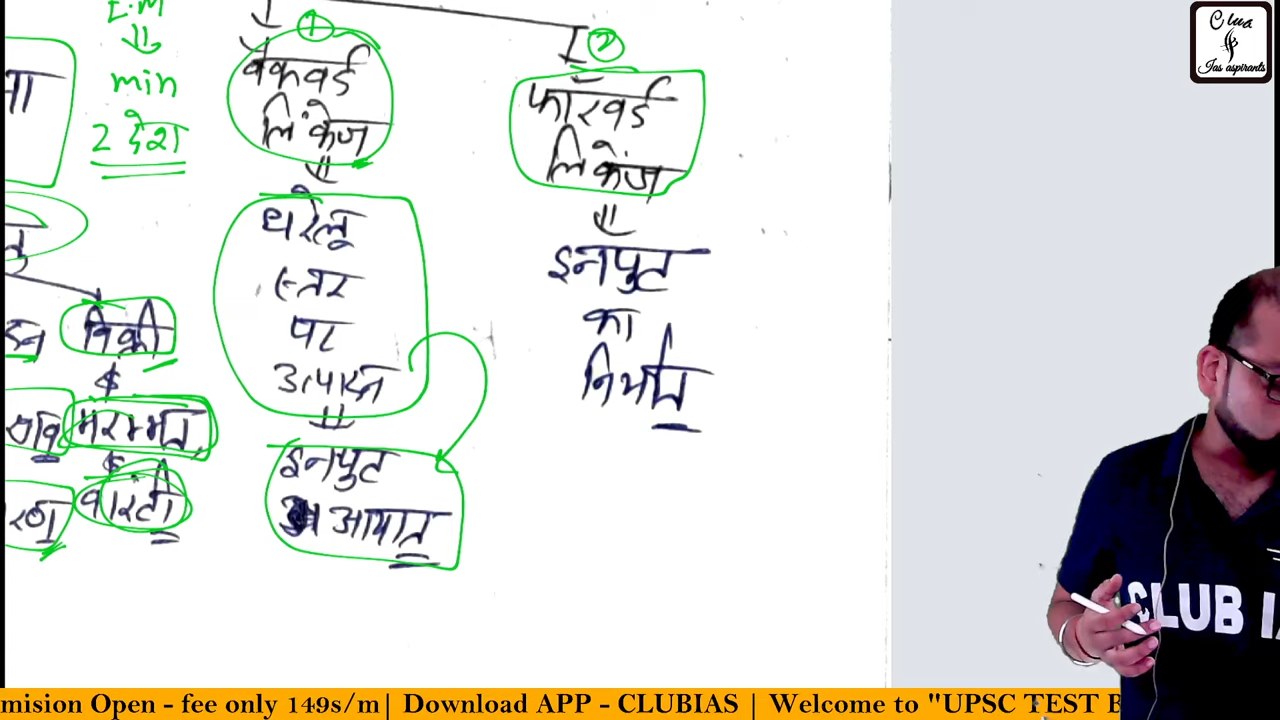 E.M
min
2 देश
1
बैकवर्ड
लिंकेज
घरेलु
स्तर
पर
उत्पादन
इनपुट
आयात
2
फॉरवर्ड
लिंकेज
इनपुट
का
निर्यात
बिक्री
मरम्मत
वारंटी
Club
Ias aspirants
CLUB I
mision Open - fee only 149s/m| Download APP - CLUBIAS | Welcome to "UPSC TEST B